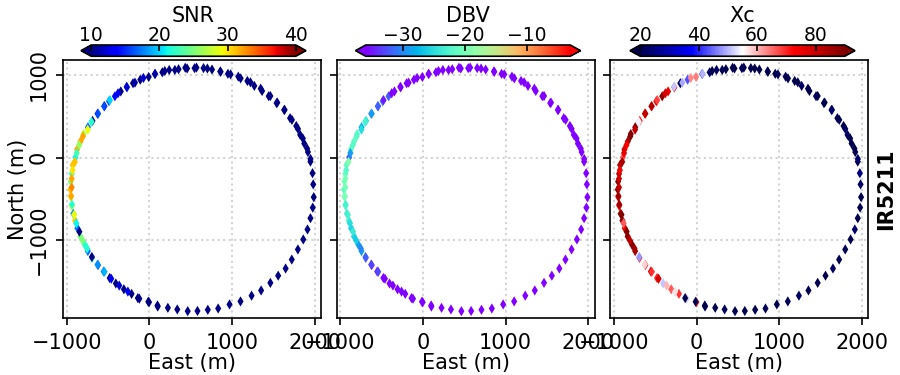 SNR DBV Xc
10 20 30 40 −30 −20 −10 20 40 60 80
1000
0
−1000
North (m)
IR5211
−1000 0 1000 2000 −1000 0 1000 2000 −1000 0 1000 2000
East (m) East (m) East (m)